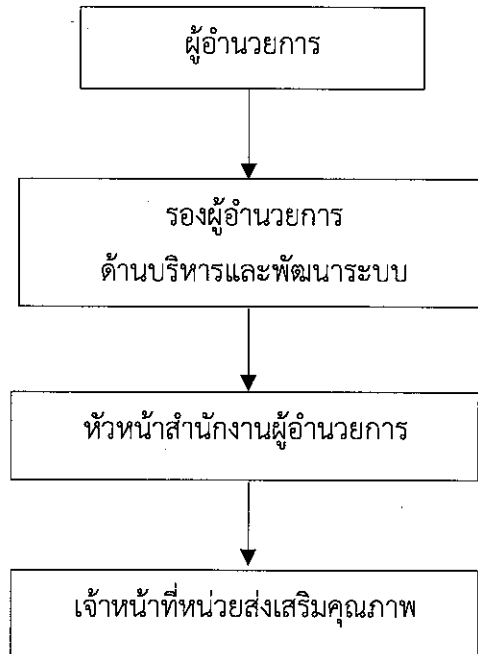 ผู้อำนวยการ
รองผู้อำนวยการ
ด้านบริหารและพัฒนาระบบ
หัวหน้าสำนักงานผู้อำนวยการ
เจ้าหน้าที่หน่วยส่งเสริมคุณภาพ